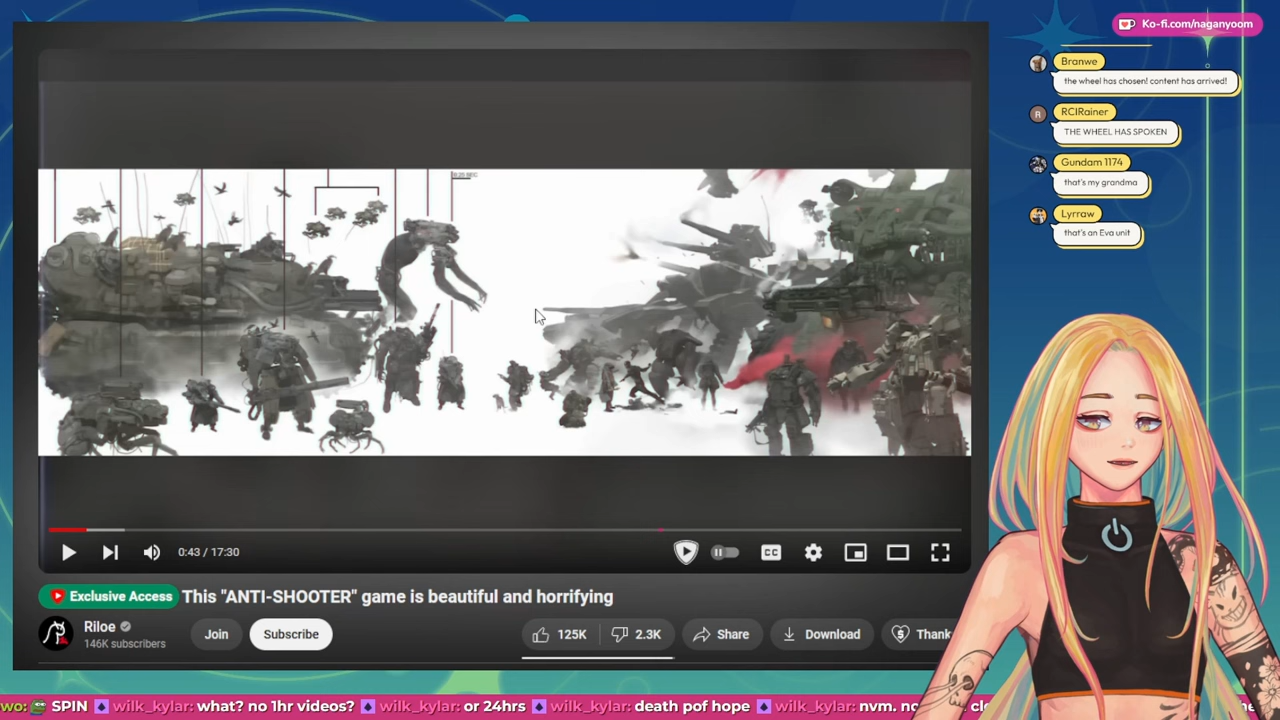 Ko-fi.com/naganyoom
Branwe
the wheel has chosen! content has arrived!
R
RCIRainer
THE WHEEL HAS SPOKEN
Gundam 1174
that's my grandma
Lyrraw
that's an Eva unit
0:43 / 17:30
CC
Exclusive Access This "ANTI-SHOOTER" game is beautiful and horrifying
Riloe
146K subscribers
Join
Subscribe
125K
2.3K
Share
Download
Thank
wo: SPIN wilk_kylar: what? no 1hr videos? wilk_kylar: or 24hrs wilk_kylar: death pof hope wilk_kylar: nvm. no